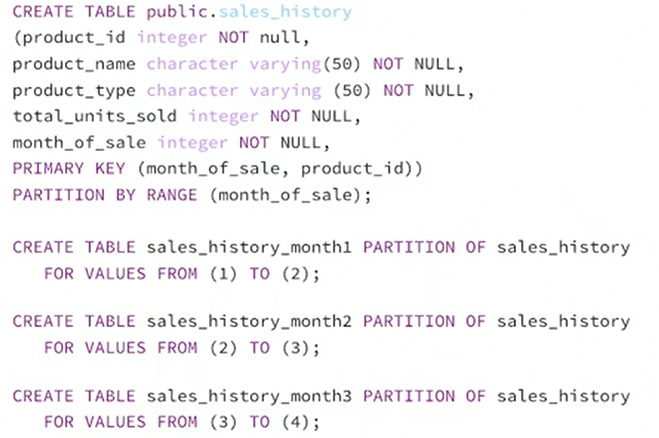 CREATE TABLE public.sales_history
(product_id integer NOT null,
product_name character varying(50) NOT NULL,
product_type character varying (50) NOT NULL,
total_units_sold integer NOT NULL,
month_of_sale integer NOT NULL,
PRIMARY KEY (month_of_sale, product_id))
PARTITION BY RANGE (month_of_sale);
CREATE TABLE sales_history_month1 PARTITION OF sales_history
FOR VALUES FROM (1) TO (2);
CREATE TABLE sales_history_month2 PARTITION OF sales_history
FOR VALUES FROM (2) TO (3);
CREATE TABLE sales_history_month3 PARTITION OF sales_history
FOR VALUES FROM (3) TO (4);